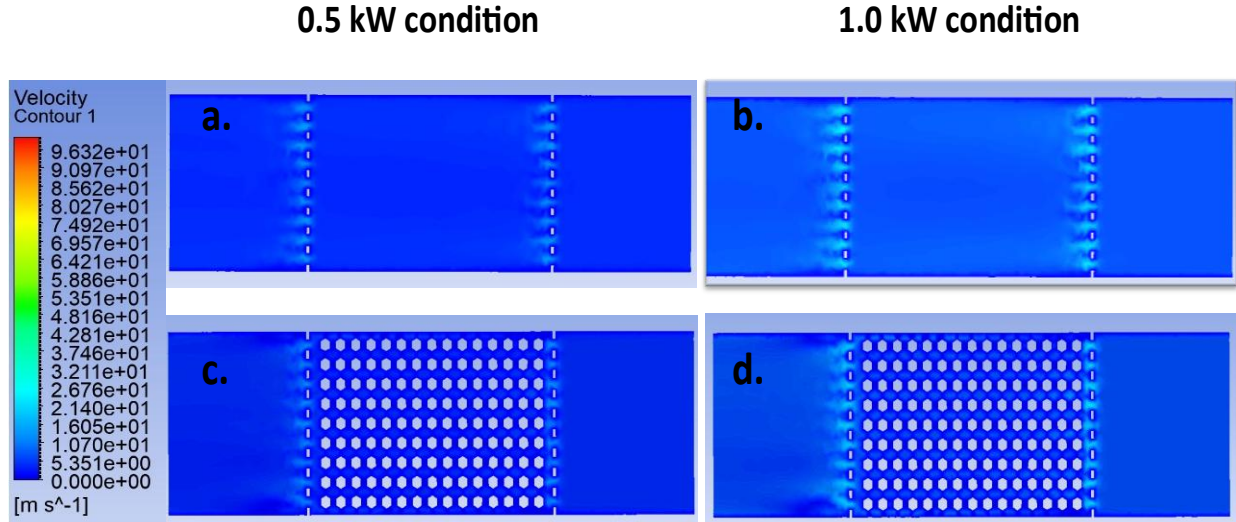 0.5 kW condition
1.0 kW condition
Velocity
Contour 1
9.632e+01
9.097e+01
8.562e+01
8.027e+01
7.492e+01
6.957e+01
6.421e+01
5.886e+01
5.351e+01
4.816e+01
4.281e+01
3.746e+01
3.211e+01
2.676e+01
2.140e+01
1.605e+01
1.070e+01
5.351e+00
0.000e+00
[m s^-1]
a.
b.
c.
d.